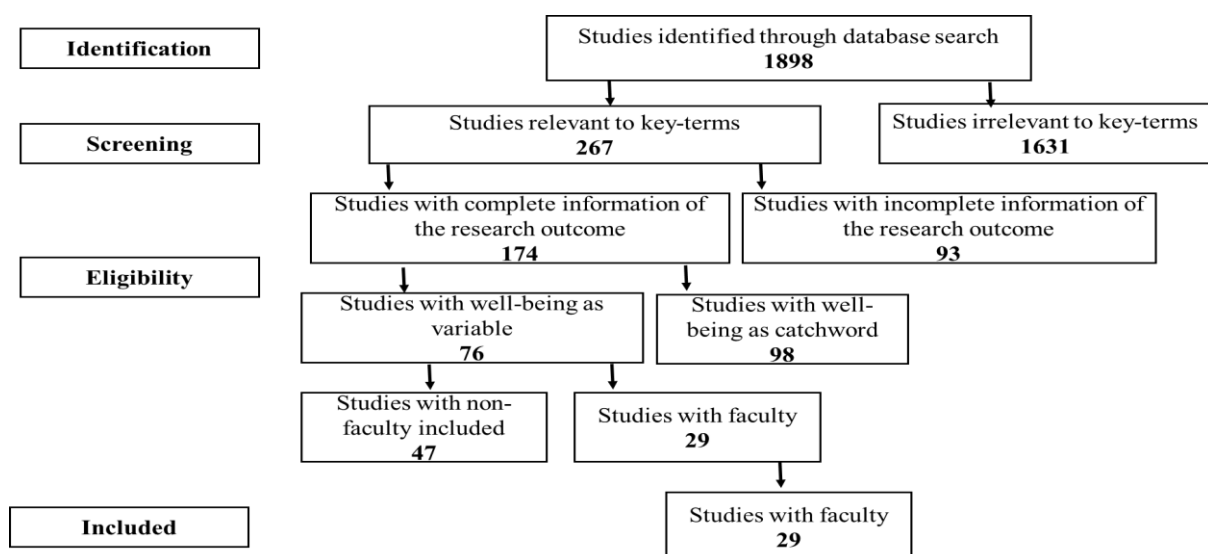 Identification
Studies identified through database search
1898
Screening
Studies relevant to key-terms
267
Studies irrelevant to key-terms
1631
Studies with complete information of
the research outcome
174
Studies with incomplete information of
the research outcome
93
Eligibility
Studies with well-being as
variable
76
Studies with well-
being as catchword
98
Studies with non-
faculty included
47
Studies with faculty
29
Included
Studies with faculty
29